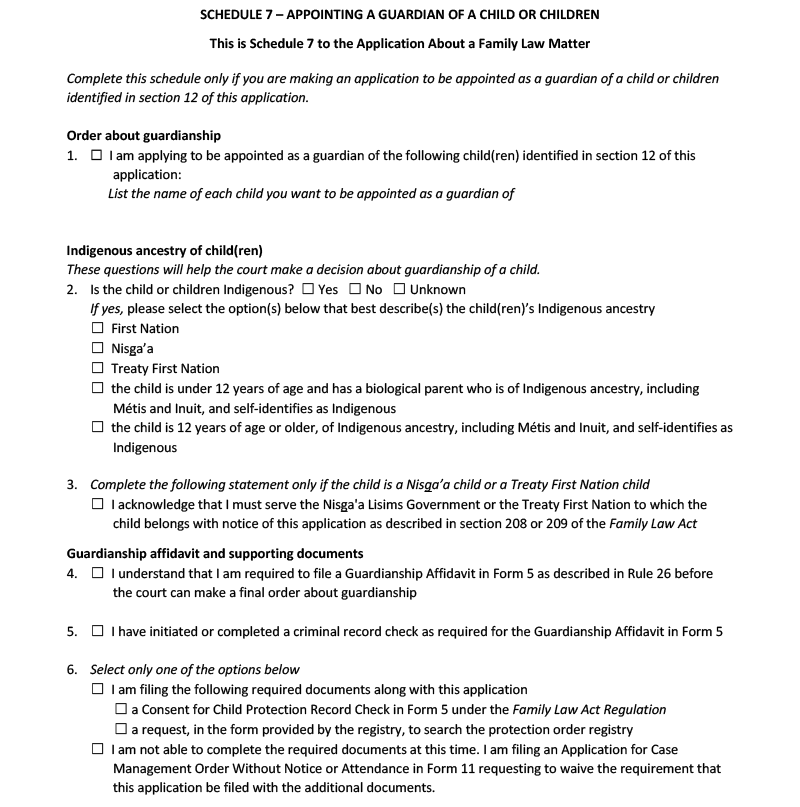 SCHEDULE 7 – APPOINTING A GUARDIAN OF A CHILD OR CHILDREN
This is Schedule 7 to the Application About a Family Law Matter
Complete this schedule only if you are making an application to be appointed as a guardian of a child or children
identified in section 12 of this application.
Order about guardianship
1. ☐ I am applying to be appointed as a guardian of the following child(ren) identified in section 12 of this
application:
List the name of each child you want to be appointed as a guardian of
Indigenous ancestry of child(ren)
These questions will help the court make a decision about guardianship of a child.
2. Is the child or children Indigenous? ☐ Yes ☐ No ☐ Unknown
If yes, please select the option(s) below that best describe(s) the child(ren)’s Indigenous ancestry
☐ First Nation
☐ Nisg̲a’a
☐ Treaty First Nation
☐ the child is under 12 years of age and has a biological parent who is of Indigenous ancestry, including
Métis and Inuit, and self-identifies as Indigenous
☐ the child is 12 years of age or older, of Indigenous ancestry, including Métis and Inuit, and self-identifies as
Indigenous
3. Complete the following statement only if the child is a Nisg̲a’a child or a Treaty First Nation child
☐ I acknowledge that I must serve the Nisg̲a'a Lisims Government or the Treaty First Nation to which the
child belongs with notice of this application as described in section 208 or 209 of the Family Law Act
Guardianship affidavit and supporting documents
4. ☐ I understand that I am required to file a Guardianship Affidavit in Form 5 as described in Rule 26 before
the court can make a final order about guardianship
5. ☐ I have initiated or completed a criminal record check as required for the Guardianship Affidavit in Form 5
6. Select only one of the options below
☐ I am filing the following required documents along with this application
☐ a Consent for Child Protection Record Check in Form 5 under the Family Law Act Regulation
☐ a request, in the form provided by the registry, to search the protection order registry
☐ I am not able to complete the required documents at this time. I am filing an Application for Case
Management Order Without Notice or Attendance in Form 11 requesting to waive the requirement that
this application be filed with the additional documents.